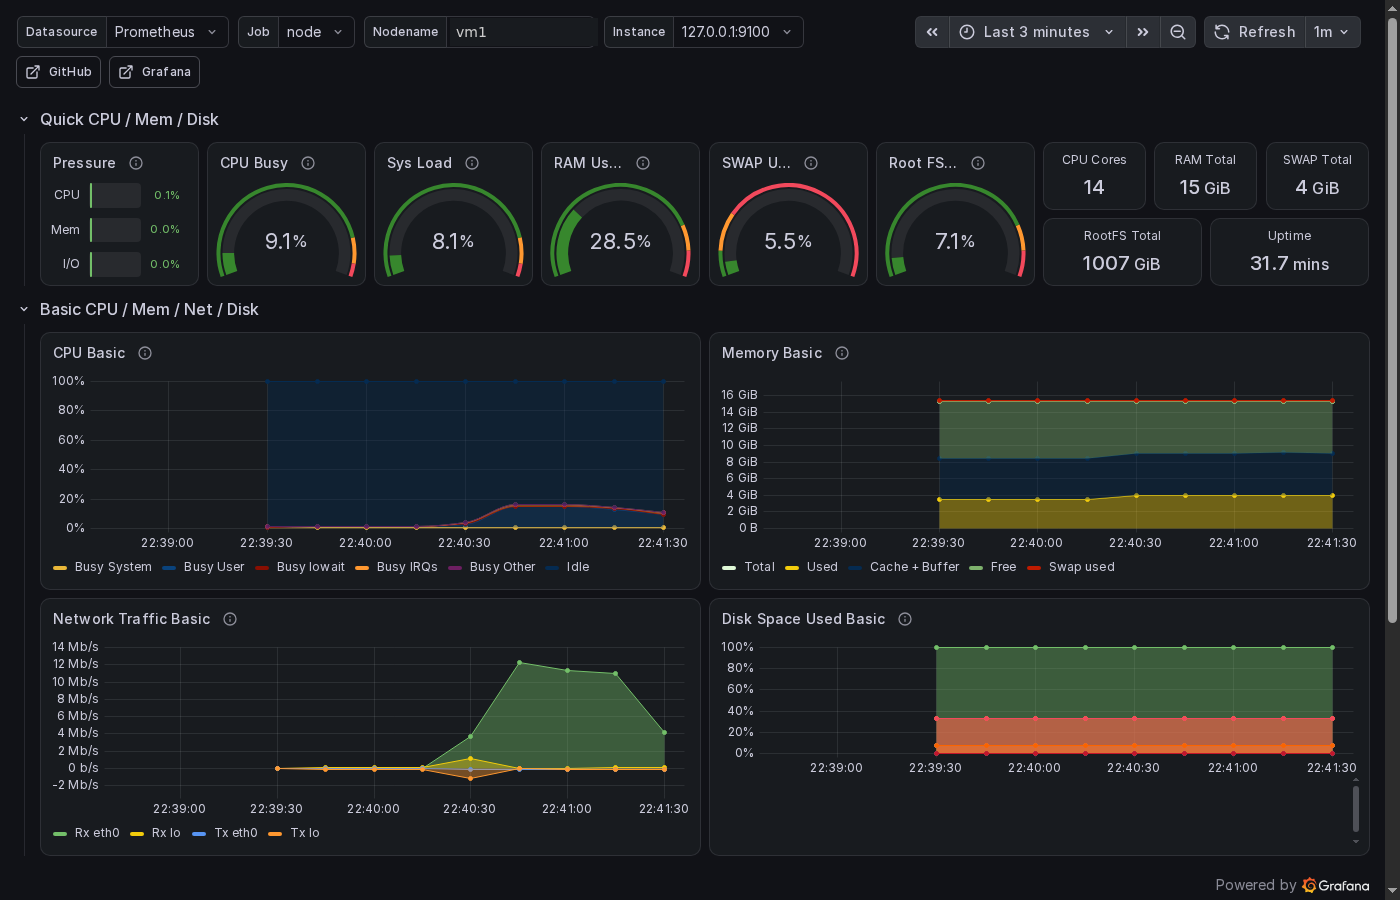 Datasource Prometheus Job node Nodename vm1 Instance 127.0.0.1:9100 Last 3 minutes Refresh 1m
GitHub Grafana
Quick CPU / Mem / Disk
Pressure
CPU 0.1%
Mem 0.0%
I/O 0.0%
CPU Busy
9.1%
Sys Load
8.1%
RAM Us...
28.5%
SWAP U...
5.5%
Root FS...
7.1%
CPU Cores
14
RAM Total
15 GiB
SWAP Total
4 GiB
RootFS Total
1007 GiB
Uptime
31.7 mins
Basic CPU / Mem / Net / Disk
CPU Basic
100%
80%
60%
40%
20%
0%
22:39:00 22:39:30 22:40:00 22:40:30 22:41:00 22:41:30
Busy System Busy User Busy Iowait Busy IRQs Busy Other Idle
Memory Basic
16 GiB
14 GiB
12 GiB
10 GiB
8 GiB
6 GiB
4 GiB
2 GiB
0 B
22:39:00 22:39:30 22:40:00 22:40:30 22:41:00 22:41:30
Total Used Cache + Buffer Free Swap used
Network Traffic Basic
14 Mb/s
12 Mb/s
10 Mb/s
8 Mb/s
6 Mb/s
4 Mb/s
2 Mb/s
0 b/s
-2 Mb/s
22:39:00 22:39:30 22:40:00 22:40:30 22:41:00 22:41:30
Rx eth0 Rx lo Tx eth0 Tx lo
Disk Space Used Basic
100%
80%
60%
40%
20%
0%
22:39:00 22:39:30 22:40:00 22:40:30 22:41:00 22:41:30
Powered by Grafana